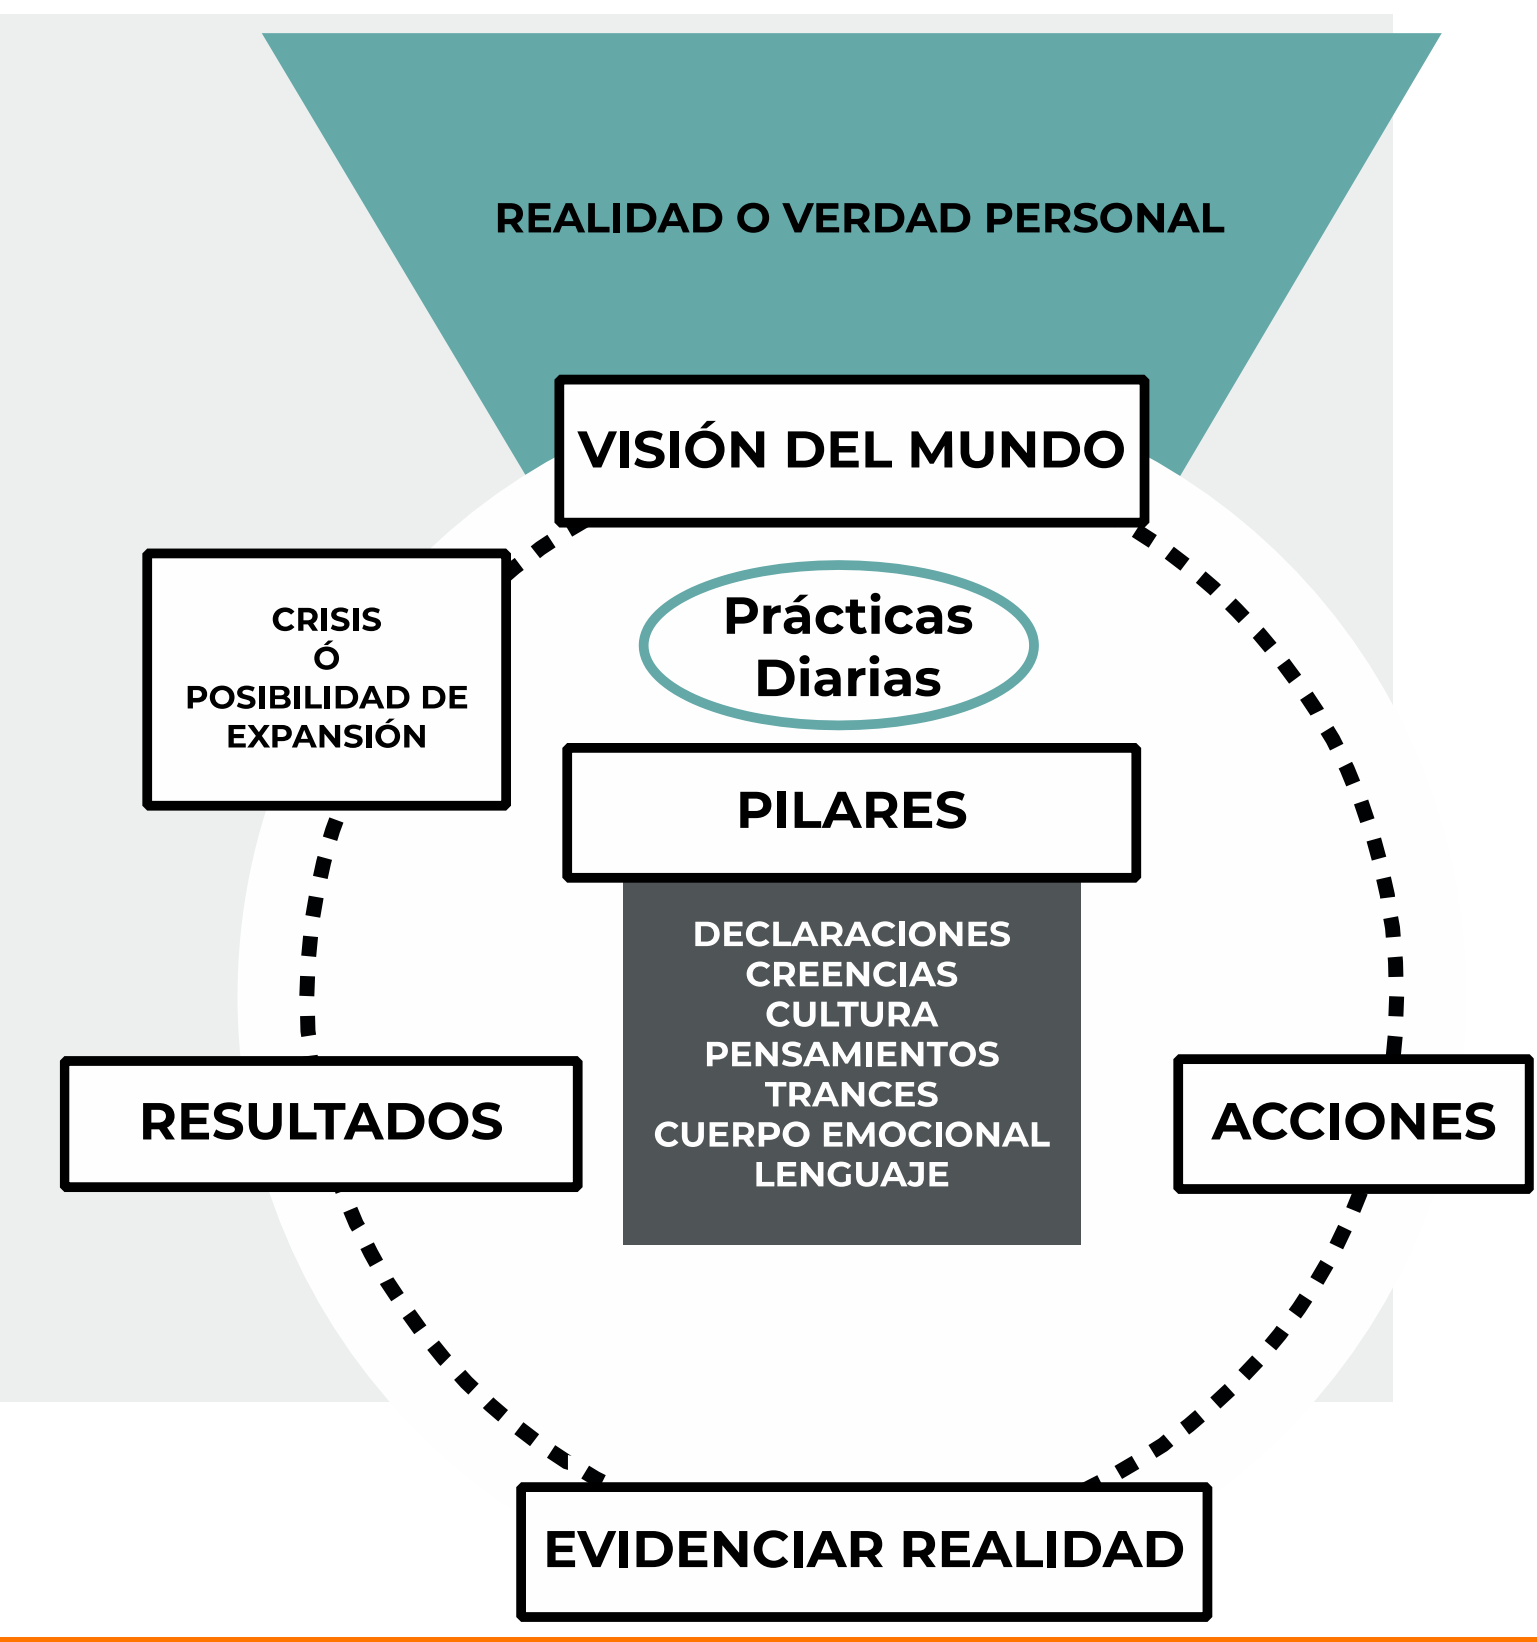 REALIDAD O VERDAD PERSONAL
VISIÓN DEL MUNDO
CRISIS
Ó
POSIBILIDAD DE
EXPANSIÓN
Prácticas
Diarias
PILARES
DECLARACIONES
CREENCIAS
CULTURA
PENSAMIENTOS
TRANCES
CUERPO EMOCIONAL
LENGUAJE
RESULTADOS
ACCIONES
EVIDENCIAR REALIDAD